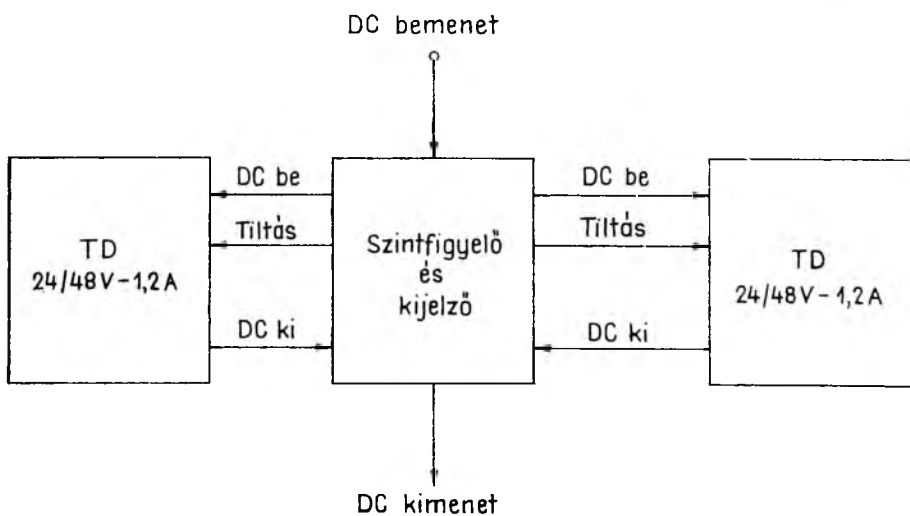 DC bemenet
DC be
Tiltás
DC ki
TD
24/48V-1,2A
Szintfigyelő
és
kijelző
DC be
Tiltás
DC ki
TD
24/48V-1,2A
DC kimenet